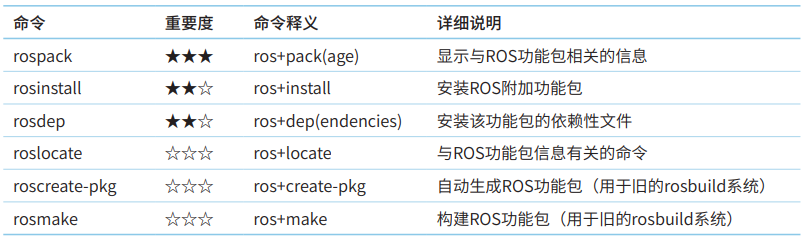 命令 重要度 命令释义 详细说明
rospack ★★★ ros+pack(age) 显示与ROS功能包相关的信息
rosinstall ★★☆ ros+install 安装ROS附加功能包
rosdep ★★☆ ros+dep(endencies) 安装该功能包的依赖性文件
roslocate ☆☆☆ ros+locate 与ROS功能包信息有关的命令
roscreate-pkg ☆☆☆ ros+create-pkg 自动生成ROS功能包（用于旧的rosbuild系统）
rosmake ☆☆☆ ros+make 构建ROS功能包（用于旧的rosbuild系统）